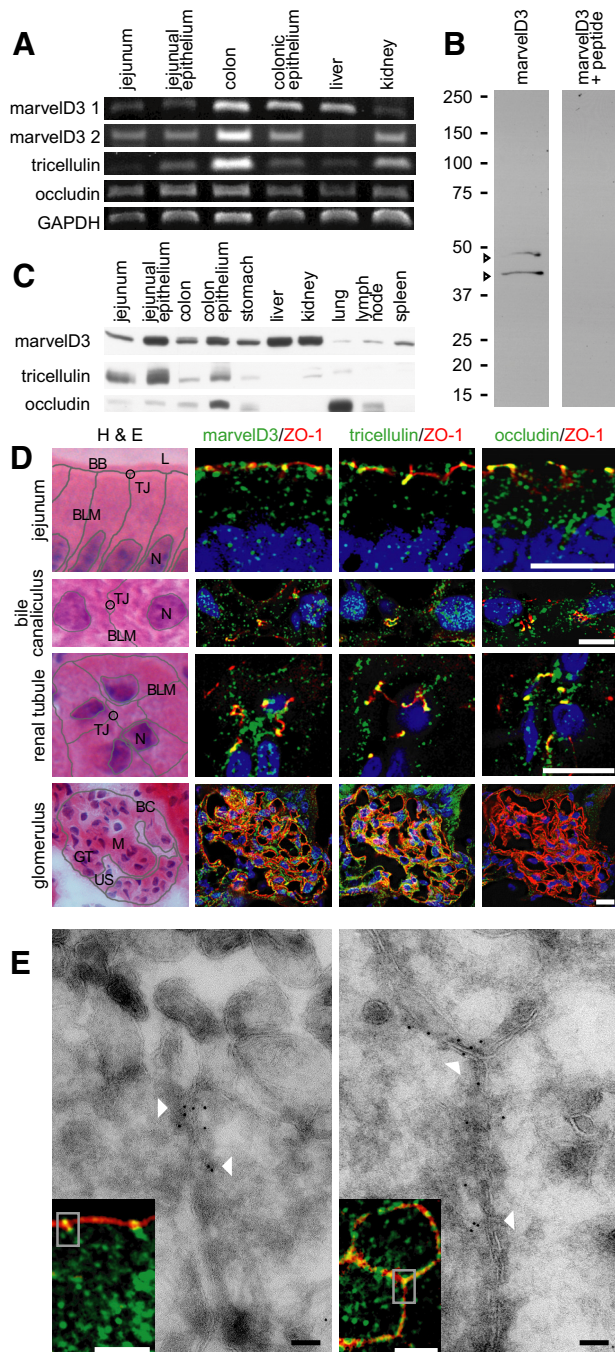 A
jejunum
jejunual
epithelium
colon
colonic
epithelium
liver
kidney
marvelD3 1
marvelD3 2
tricellulin
occludin
GAPDH
B
marvelD3
marvelD3
+ peptide
250
150
100
75
50
37
25
20
15
C
jejunum
jejunual
epithelium
colon
colon
epithelium
stomach
liver
kidney
lung
lymph
node
spleen
marvelD3
tricellulin
occludin
D
H & E
marvelD3/ZO-1
tricellulin/ZO-1
occludin/ZO-1
jejunum
BB
L
TJ
BLM
N
bile
canaliculus
TJ
N
BLM
renal tubule
BLM
TJ
N
glomerulus
BC
M
GT
US
E